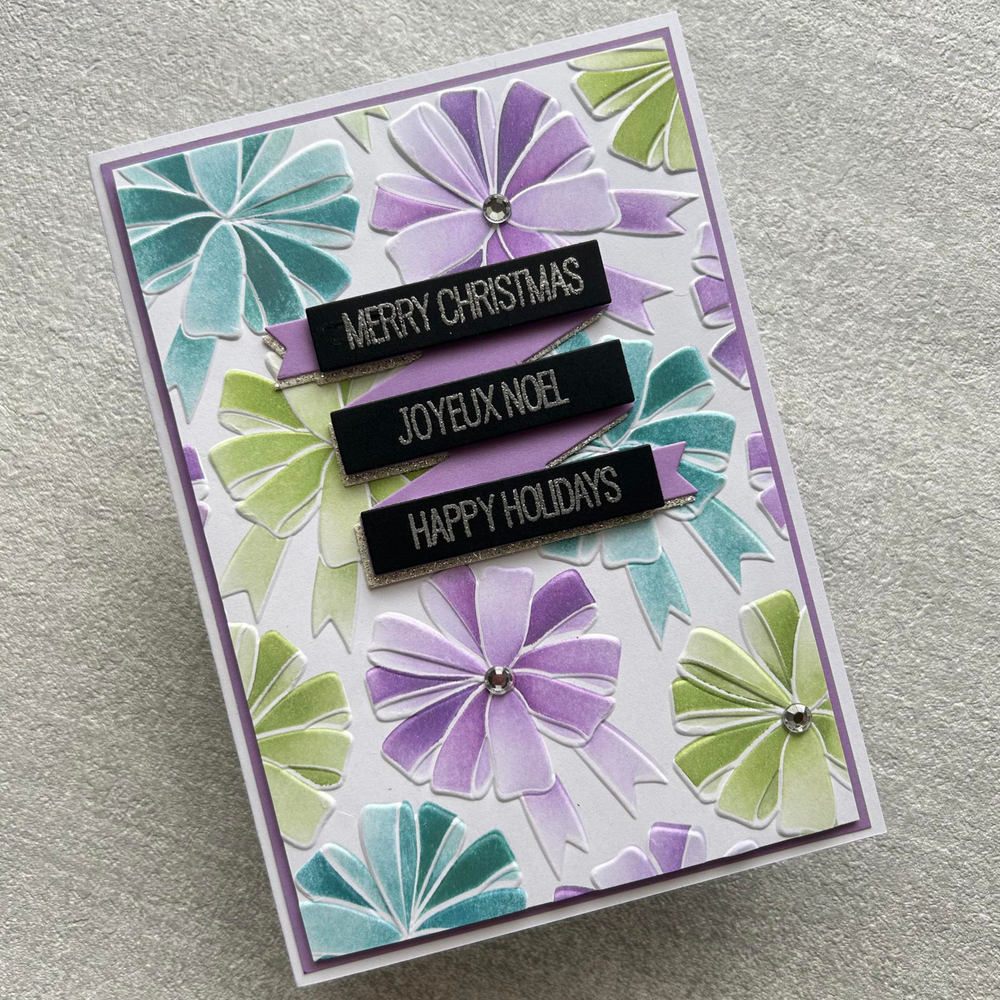 MERRY CHRISTMAS
JOYEUX NOEL
HAPPY HOLIDAYS